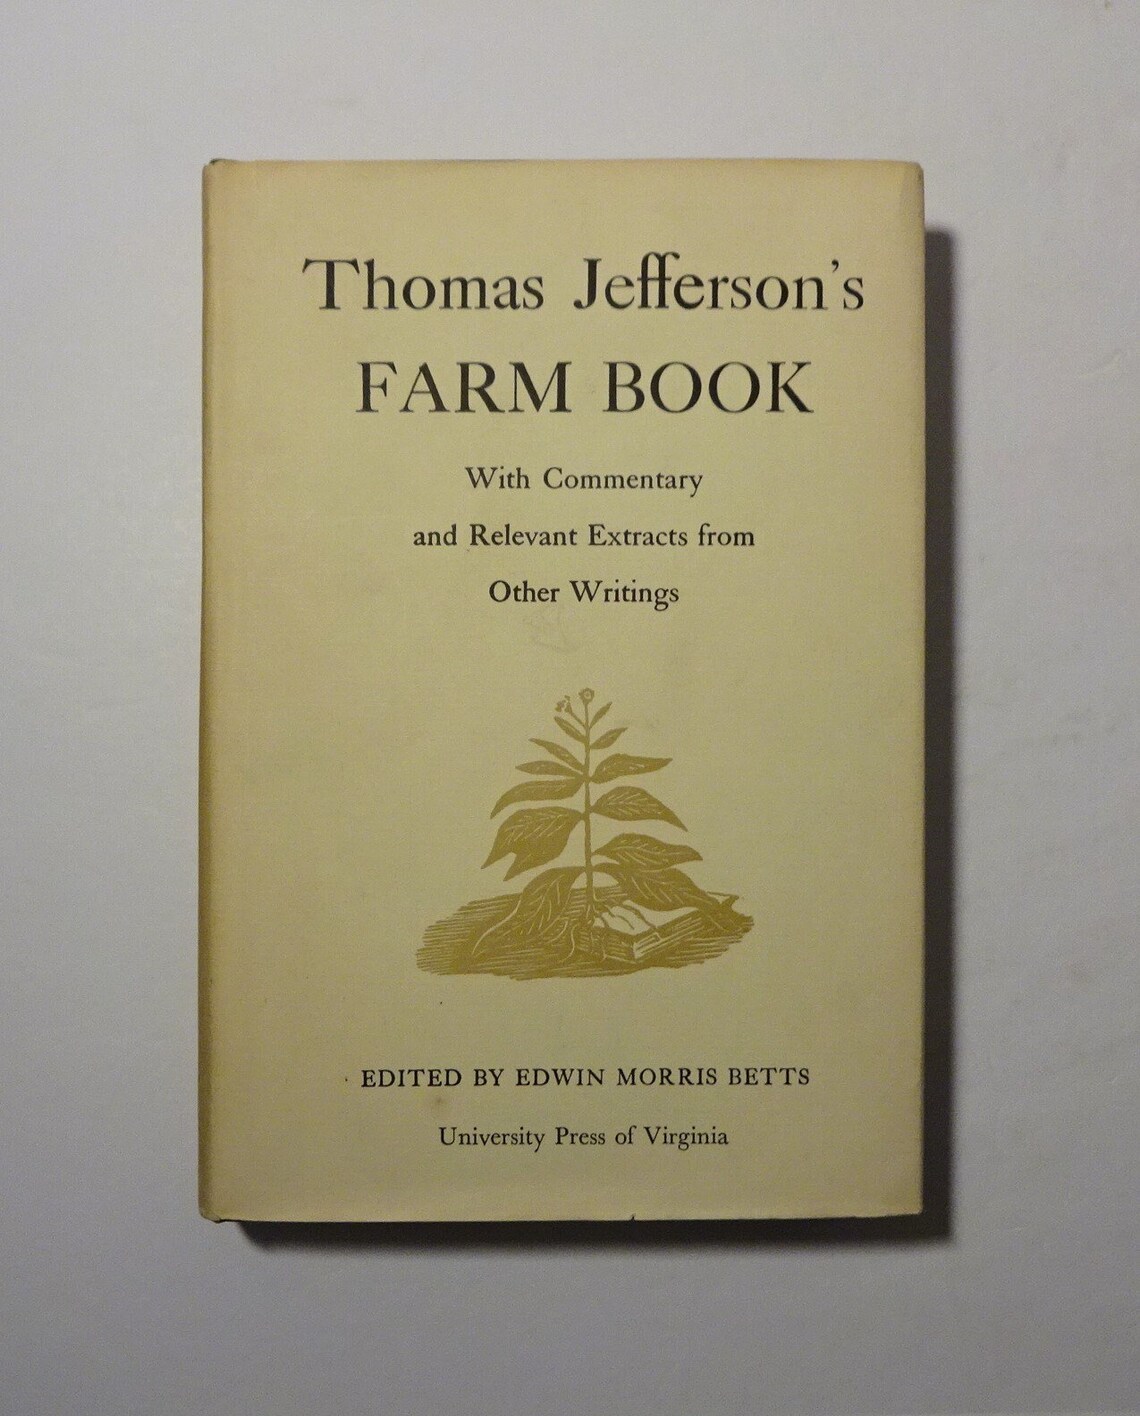 Thomas Jefferson's
FARM BOOK
With Commentary
and Relevant Extracts from
Other Writings
EDITED BY EDWIN MORRIS BETTS
University Press of Virginia